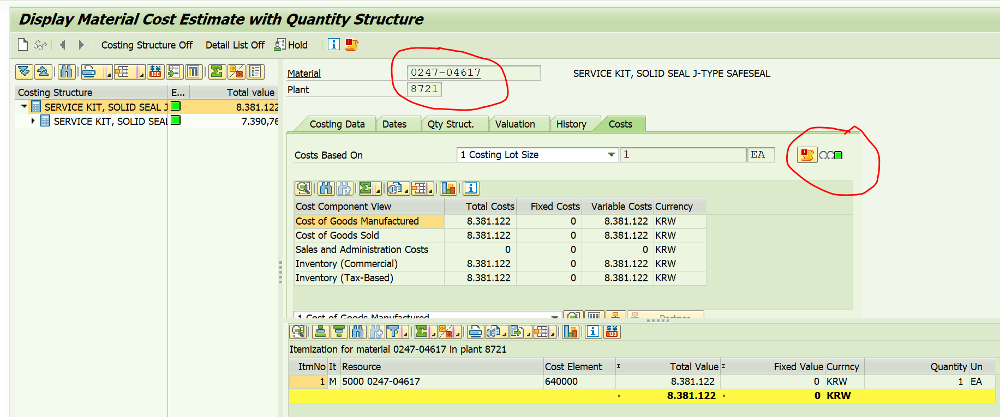 Display Material Cost Estimate with Quantity Structure
Costing Structure Off Detail List Off Hold
Material 0247-04617 SERVICE KIT, SOLID SEAL J-TYPE SAFESEAL
Plant 8721
Costing Structure E... Total value
SERVICE KIT, SOLID SEAL J 8.381.122
SERVICE KIT, SOLID SEAL 7.390,76
Costing Data Dates Qty Struct. Valuation History Costs
Costs Based On 1 Costing Lot Size 1 EA
Cost Component View Total Costs Fixed Costs Variable Costs Currency
Cost of Goods Manufactured 8.381.122 0 8.381.122 KRW
Cost of Goods Sold 8.381.122 0 8.381.122 KRW
Sales and Administration Costs 0 0 0 KRW
Inventory (Commercial) 8.381.122 0 8.381.122 KRW
Inventory (Tax-Based) 8.381.122 0 8.381.122 KRW
1 Cost of Goods Manufactured Partner
Itemization for material 0247-04617 in plant 8721
ItmNo It... Resource Cost Element Σ Total Value Σ Fixed Value Currncy Quantity Un
1 M 5000 0247-04617 640000 8.381.122 0 KRW 1 EA
8.381.122 0 KRW